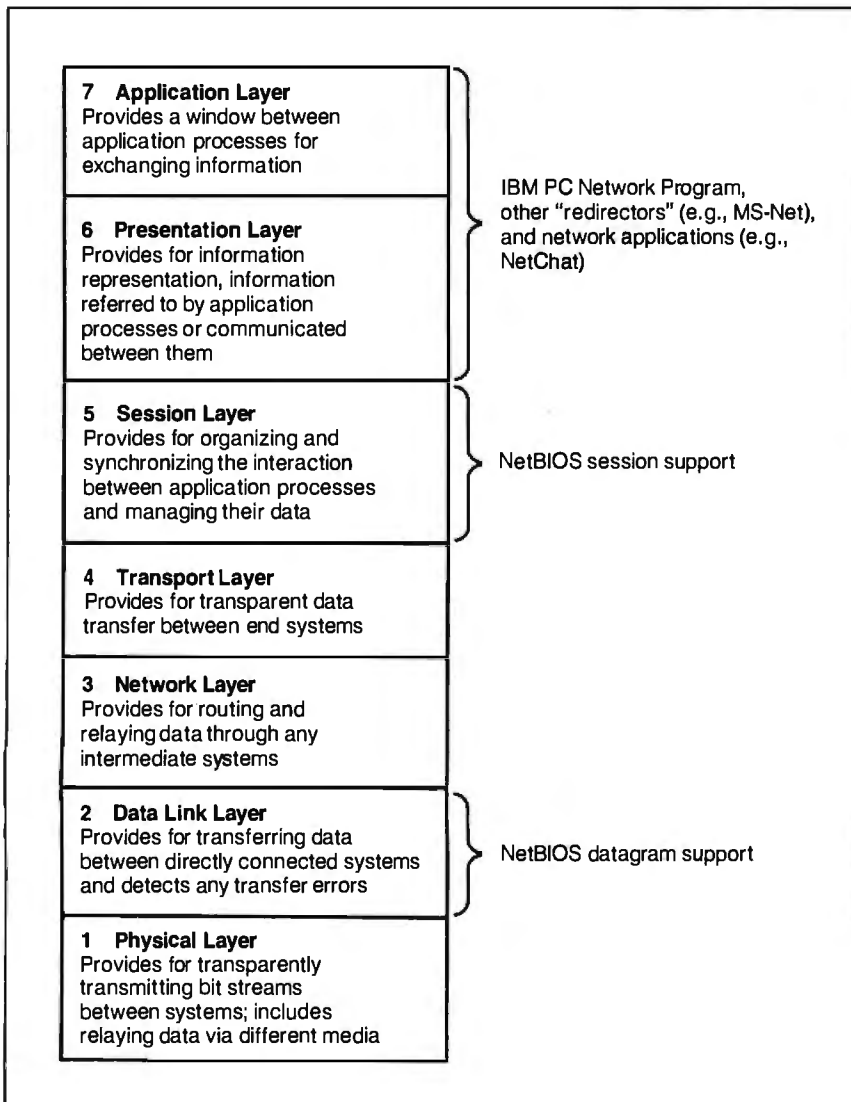 7 Application Layer
Provides a window between
application processes for
exchanging information
6 Presentation Layer
Provides for information
representation, information
referred to by application
processes or communicated
between them
IBM PC Network Program,
other "redirectors" (e.g., MS-Net),
and network applications (e.g.,
NetChat)
5 Session Layer
Provides for organizing and
synchronizing the interaction
between application processes
and managing their data
NetBIOS session support
4 Transport Layer
Provides for transparent data
transfer between end systems
3 Network Layer
Provides for routing and
relaying data through any
intermediate systems
2 Data Link Layer
Provides for transferring data
between directly connected systems
and detects any transfer errors
NetBIOS datagram support
1 Physical Layer
Provides for transparently
transmitting bit streams
between systems; includes
relaying data via different media